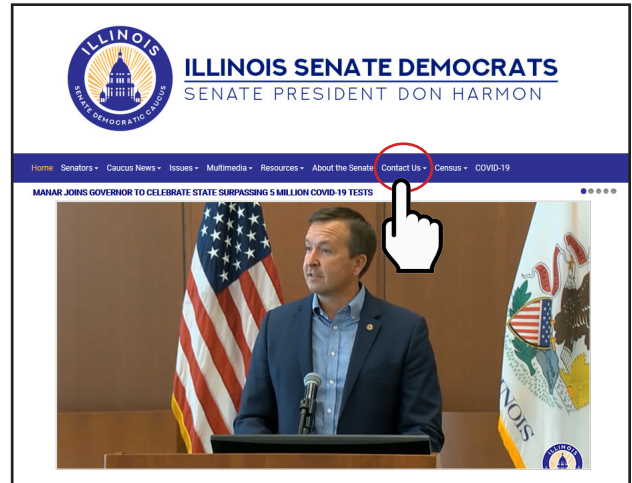 ILLINOIS
SENATE DEMOCRATIC CAUCUS
ILLINOIS SENATE DEMOCRATS
SENATE PRESIDENT DON HARMON
Home Senators Caucus News Issues Multimedia Resources About the Senate Contact Us Census COVID-19
MANAR JOINS GOVERNOR TO CELEBRATE STATE SURPASSING 5 MILLION COVID-19 TESTS
INOIS
ILLINOIS